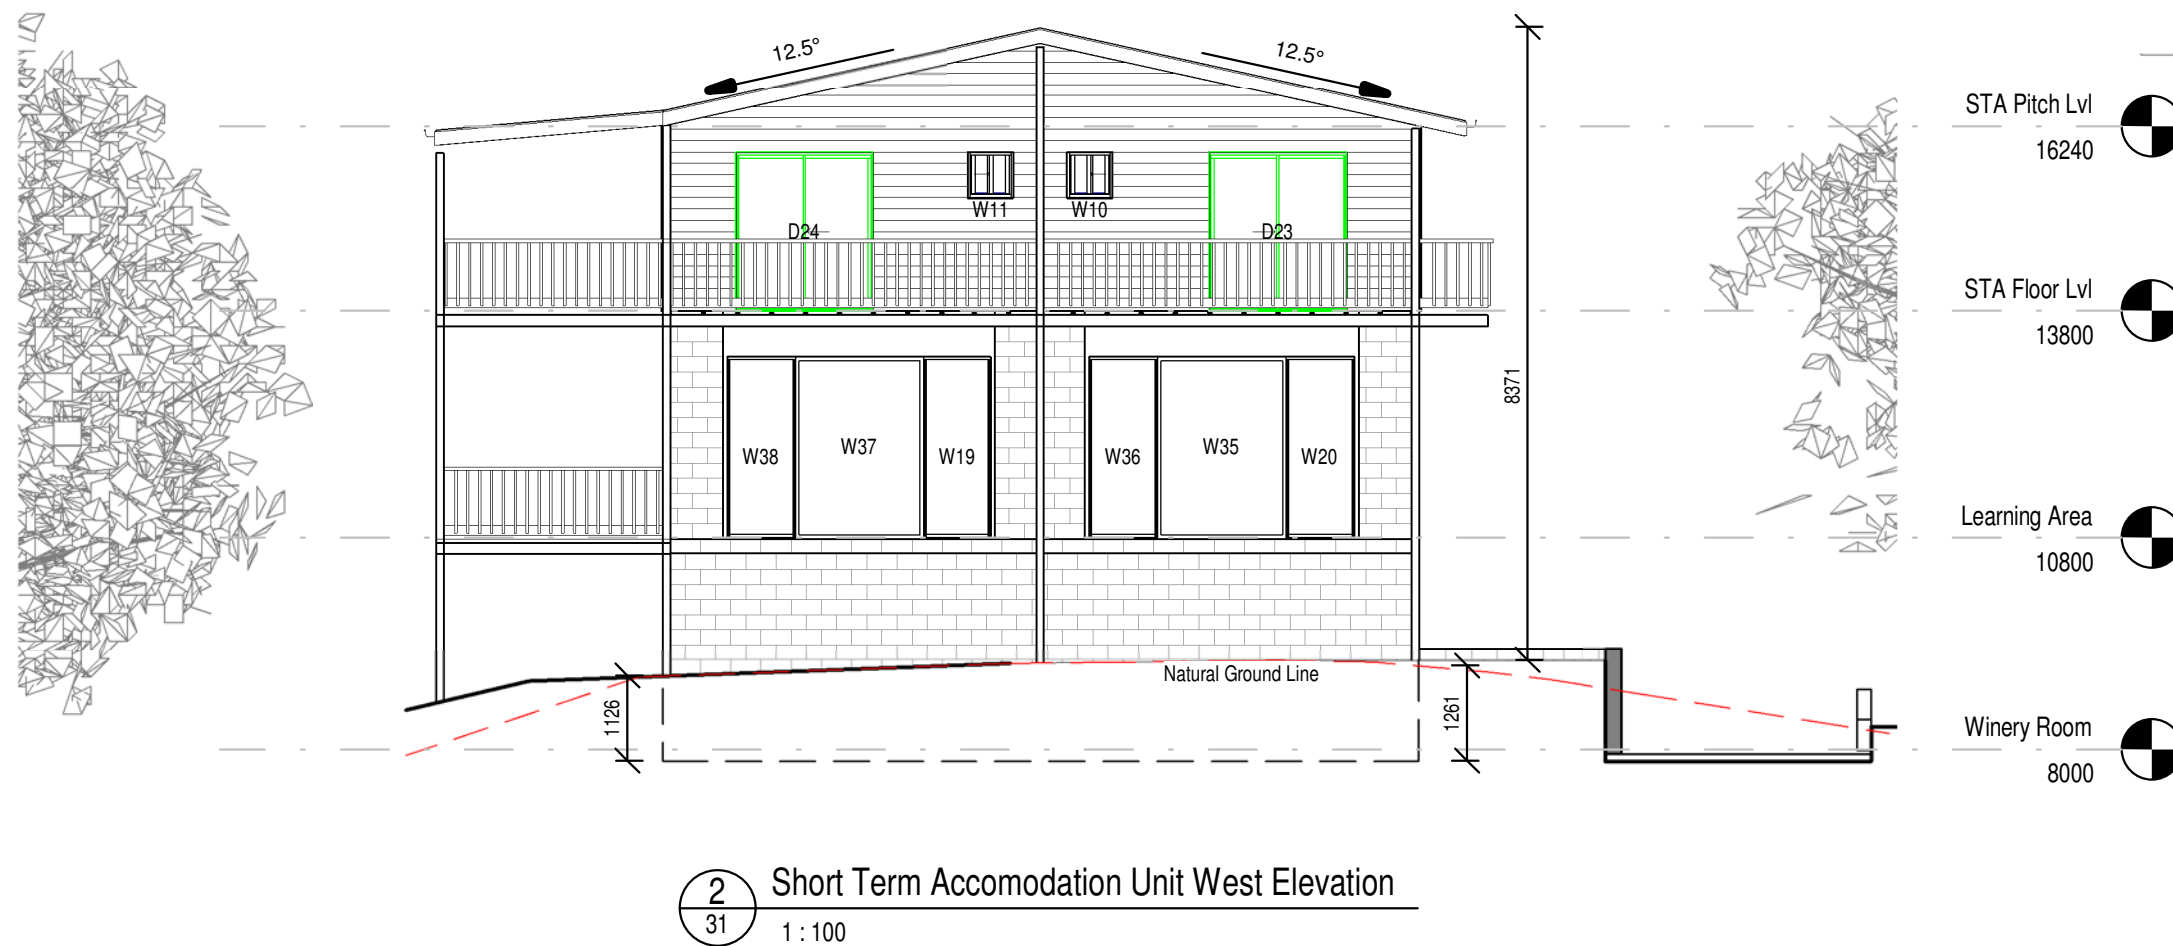 12.5°
12.5°
STA Pitch Lvl
16240
W11
W10
D24
D23
STA Floor Lvl
13800
8371
W38
W37
W19
W36
W35
W20
Learning Area
10800
Natural Ground Line
1126
1261
Winery Room
8000
2
31
Short Term Accomodation Unit West Elevation
1 : 100